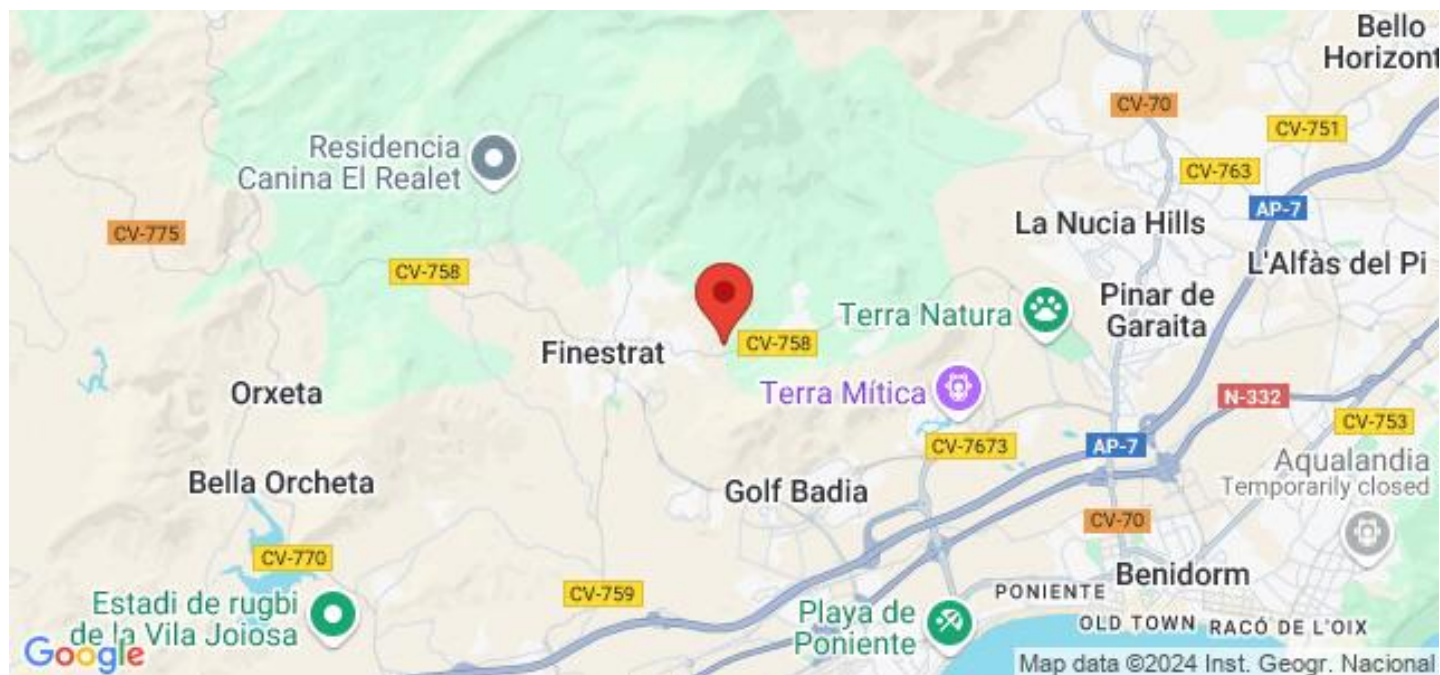 Bello
Horizont
CV-70
CV-751
Residencia
Canina El Realet
CV-763
AP-7
La Nucia Hills
CV-775
CV-758
L'Alfàs del Pi
Pinar de
Garaita
Terra Natura
CV-758
Finestrat
Orxeta
Terra Mítica
N-332
CV-753
CV-7673
AP-7
Aqualandia
Temporarily closed
Bella Orcheta
Golf Badia
CV-70
CV-770
Benidorm
CV-759
PONIENTE
Estadi de rugbi
de la Vila Joiosa
Playa de
Poniente
OLD TOWN
RACÓ DE L'OIX
Google
Map data ©2024 Inst. Geogr. Nacional